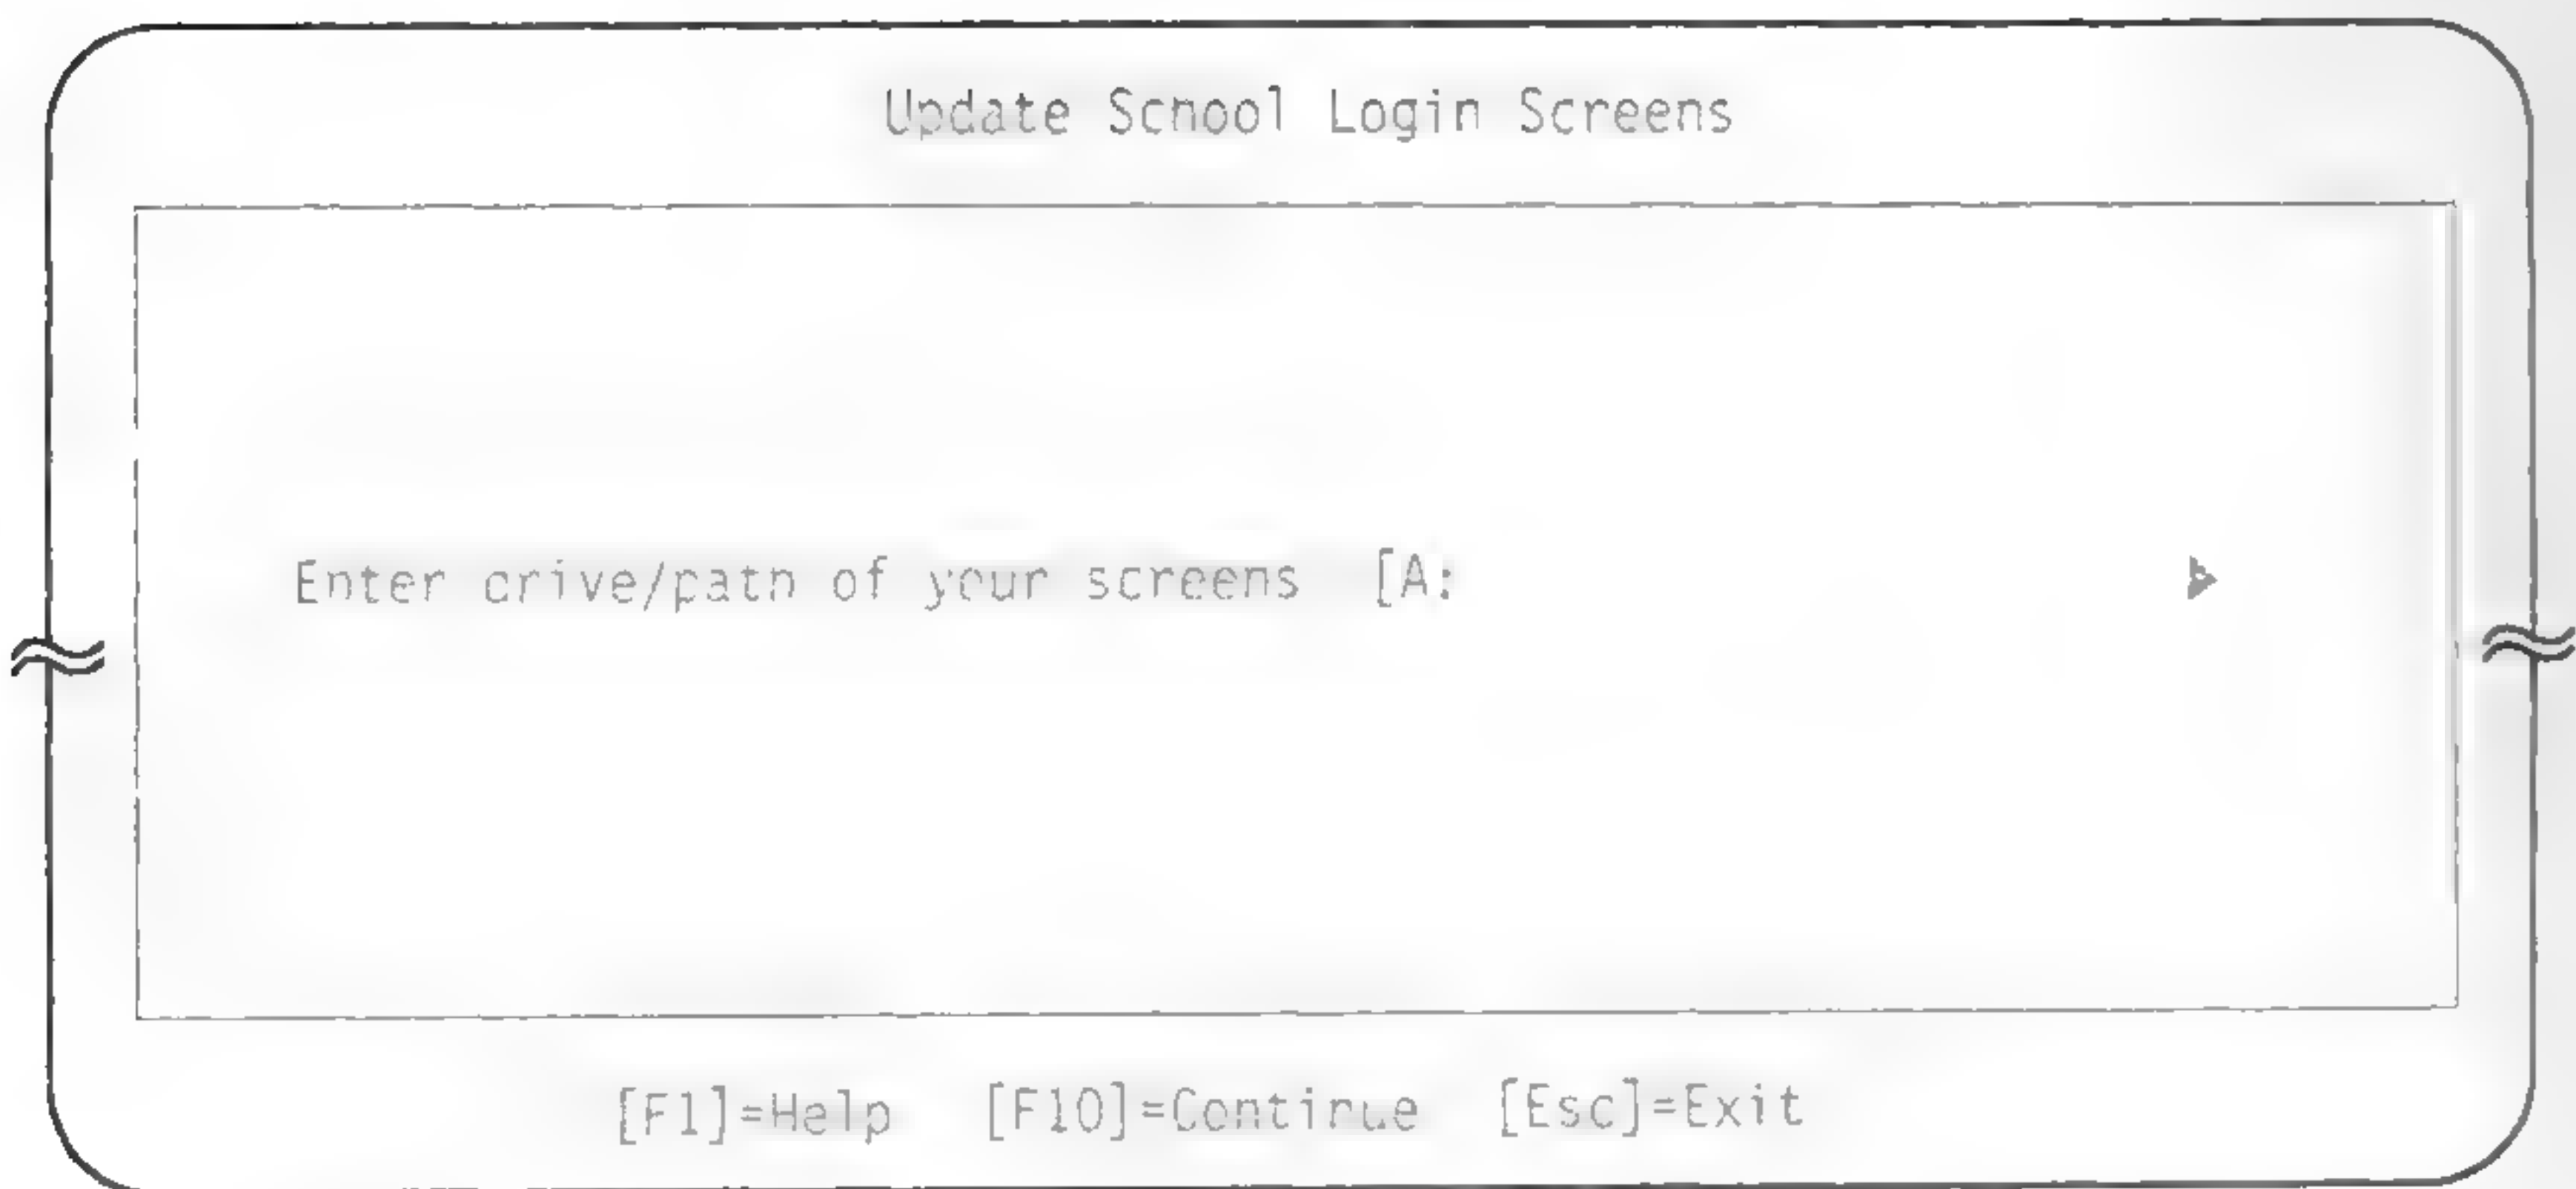 Update School Login Screens
Enter drive/path of your screens [A:
[F1]=Help [F10]=Continue [Esc]=Exit